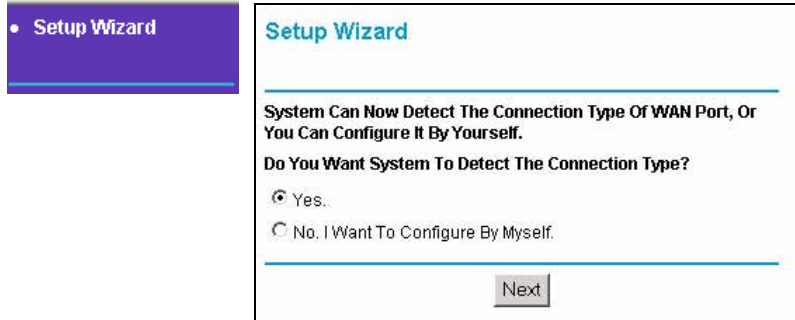 • Setup Wizard
Setup Wizard
System Can Now Detect The Connection Type Of WAN Port, Or
You Can Configure It By Yourself.
Do You Want System To Detect The Connection Type?
Yes.
No. I Want To Configure By Myself.
Next